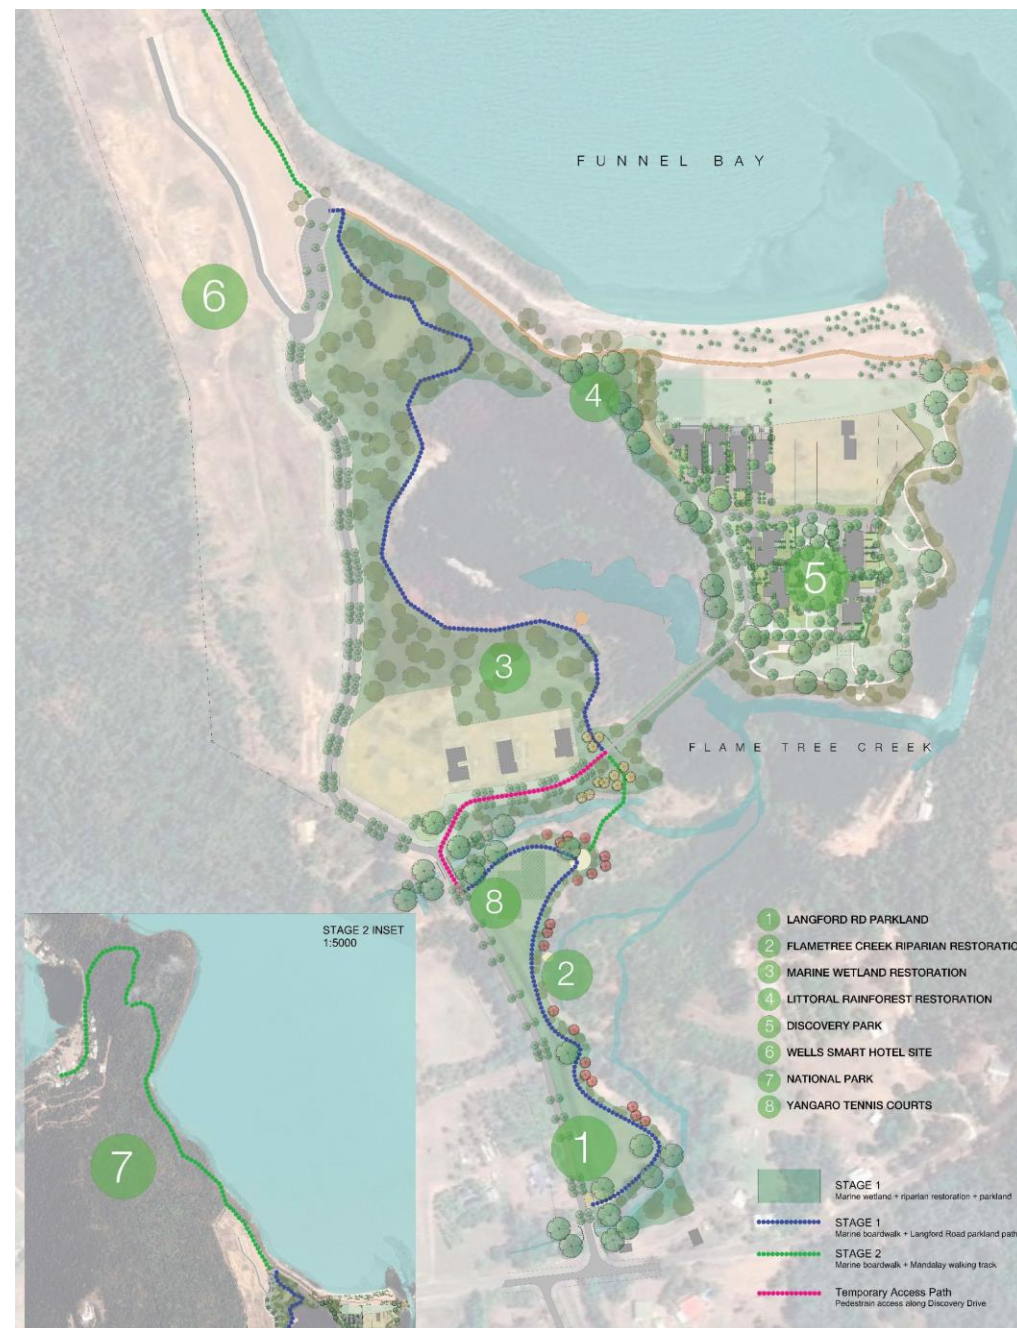 FUNNEL BAY
6
4
5
3
FLAME TREE CREEK
8
2
1
STAGE 2 INSET
1:5000
7
1 LANGFORD RD PARKLAND
2 FLAMETREE CREEK RIPARIAN RESTORATIO
3 MARINE WETLAND RESTORATION
4 LITTORAL RAINFOREST RESTORATION
5 DISCOVERY PARK
6 WELLS SMART HOTEL SITE
7 NATIONAL PARK
8 YANGARO TENNIS COURTS
STAGE 1
Marine wetland + riparian restoration + parkland
STAGE 1
Marine boardwalk + Langford Road parkland path
STAGE 2
Marine boardwalk + Mandalay walking track
Temporary Access Path
Pedestrain access along Discovery Drive